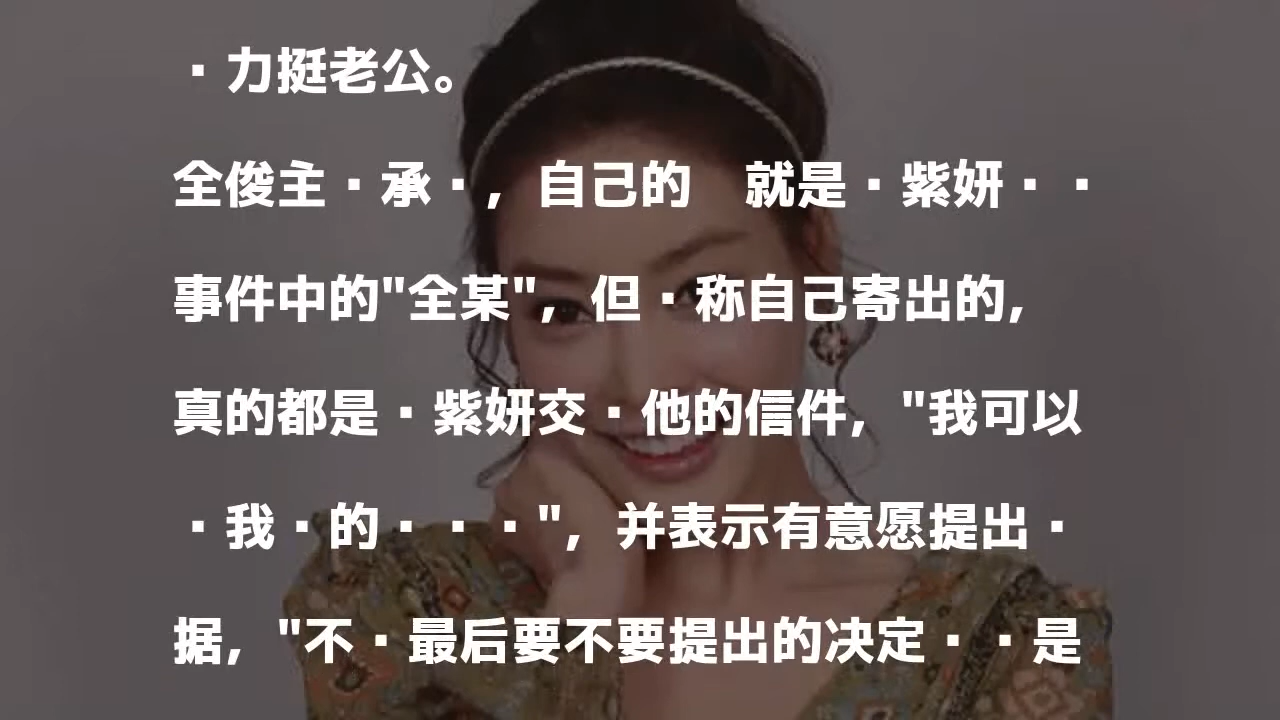 ·力挺老公。
全俊主·承·，自己的　就是·紫妍··
事件中的"全某"，但·称自己寄出的，
真的都是·紫妍交·他的信件，"我可以
·我·的···"，并表示有意愿提出·
据，"不·最后要不要提出的决定··是